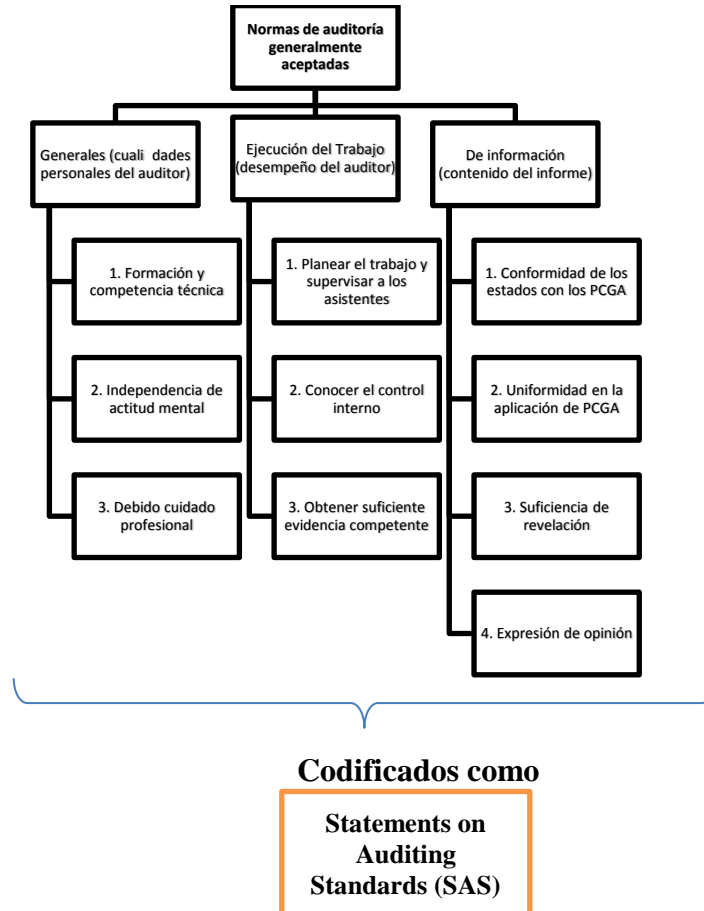 Normas de auditoría
generalmente
aceptadas
Generales (cuali dades
personales del auditor)
Ejecución del Trabajo
(desempeño del auditor)
De información
(contenido del informe)
1. Formación y
competencia técnica
1. Planear el trabajo y
supervisar a los
asistentes
1. Conformidad de los
estados con los PCGA
2. Independencia de
actitud mental
2. Conocer el control
interno
2. Uniformidad en la
aplicación de PCGA
3. Debido cuidado
profesional
3. Obtener suficiente
evidencia competente
3. Suficiencia de
revelación
4. Expresión de opinión
Codificados como
Statements on
Auditing
Standards (SAS)